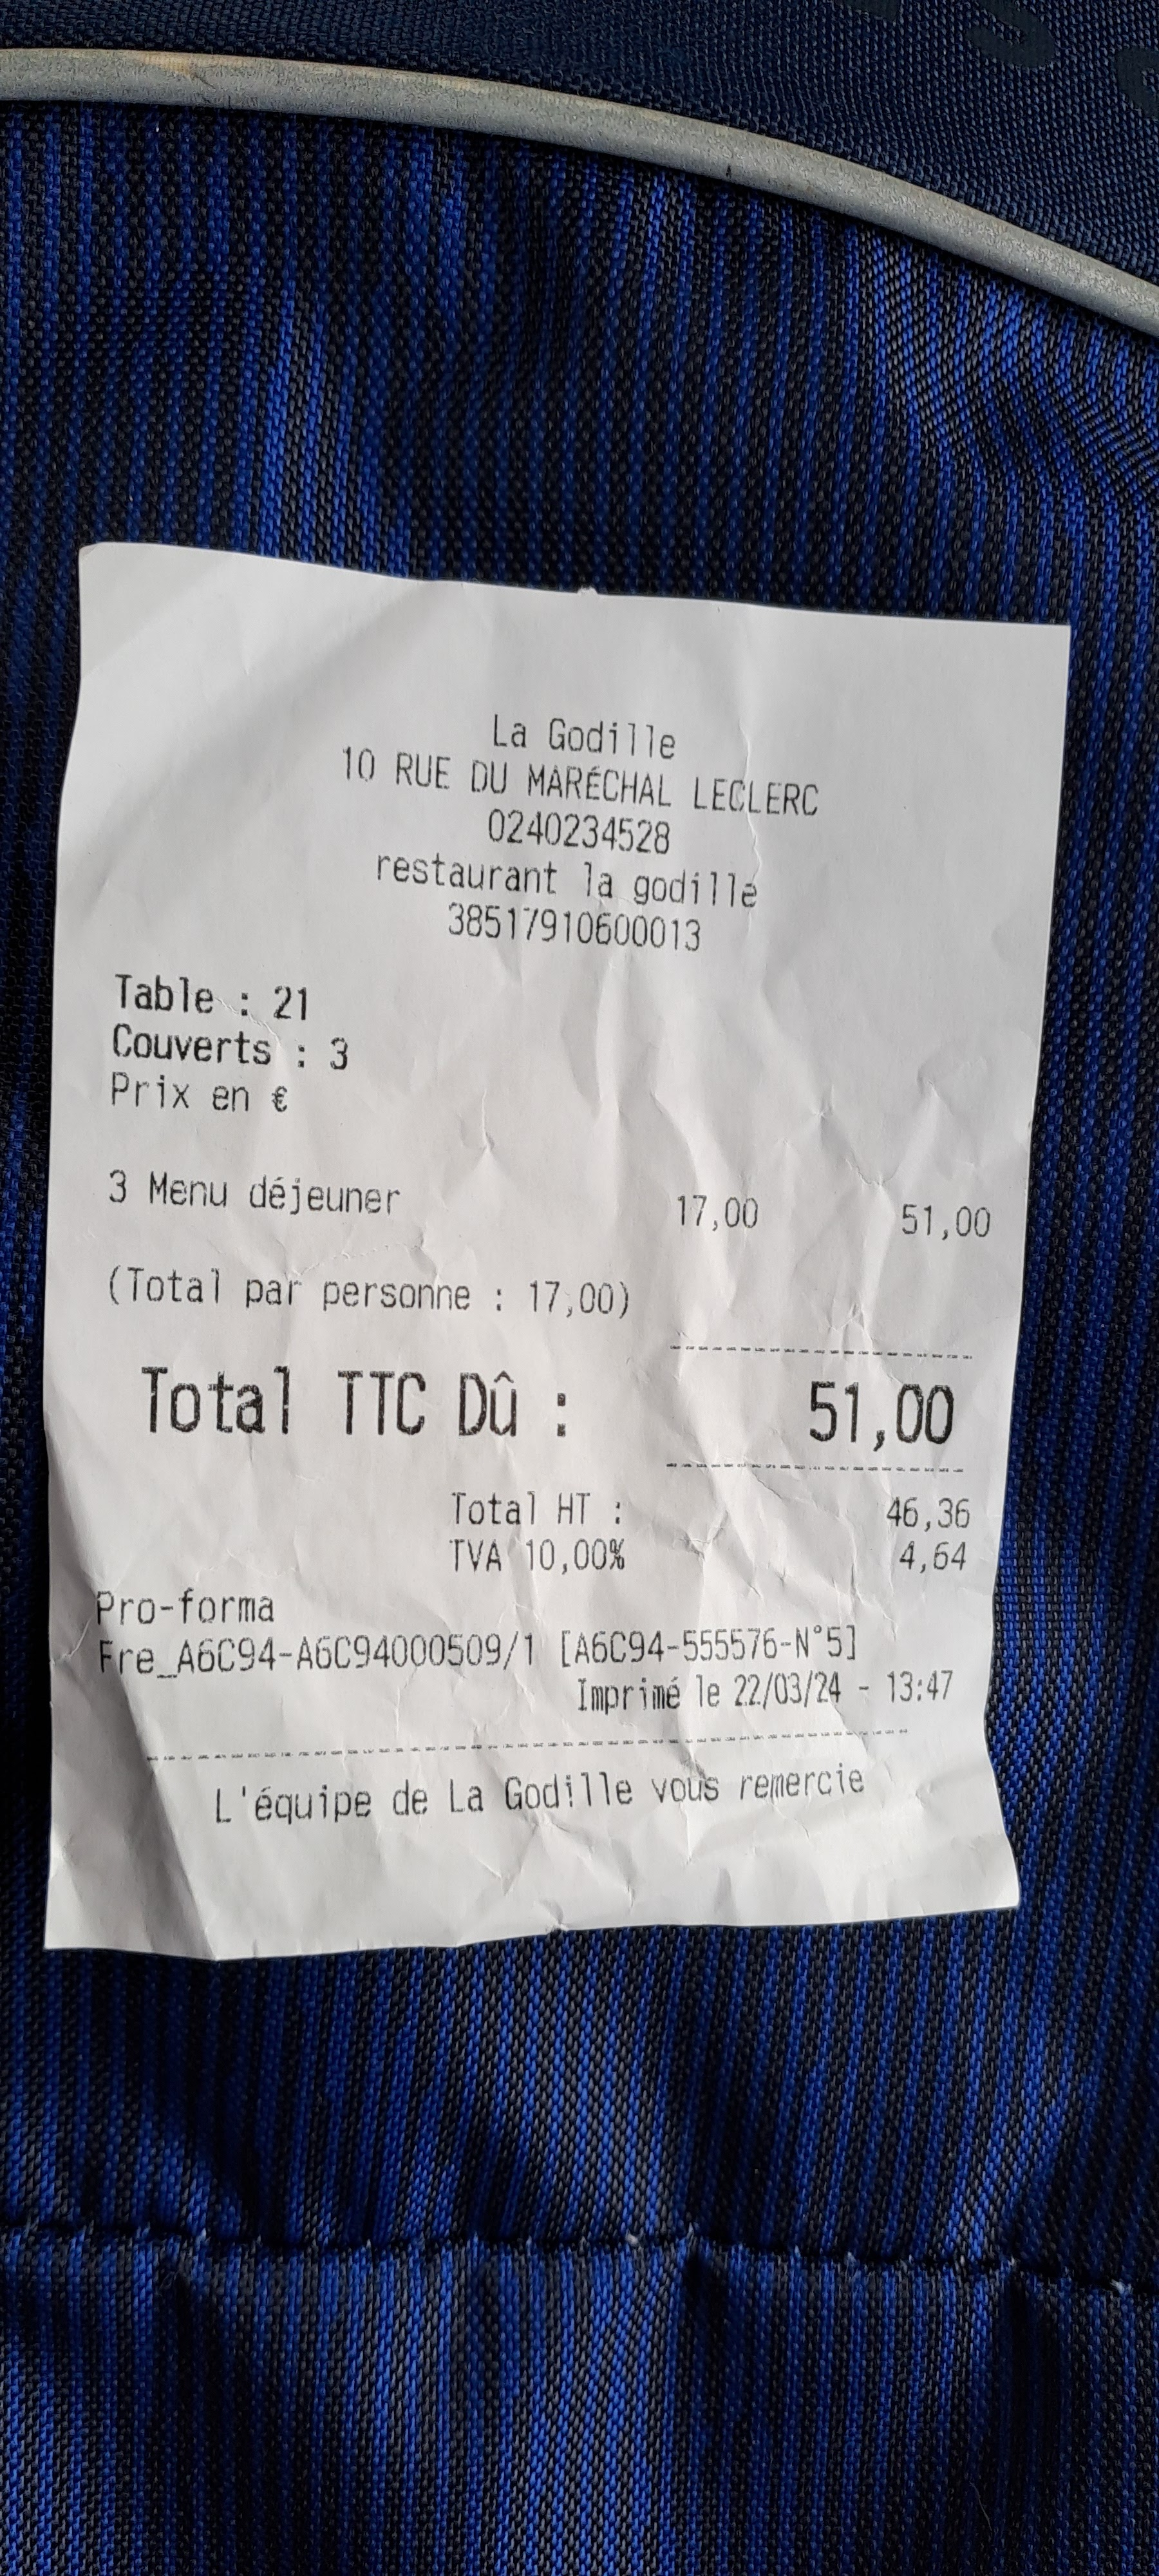 La Godille
10 RUE DU MARÉCHAL LECLERC
0240234528
restaurant la godille
38517910600013
Table : 21
Couverts : 3
Prix en €
3 Menu déjeuner 17,00 51,00
(Total par personne : 17,00)
Total TTC Dû : 51,00
Total HT : 46,36
TVA 10,00% 4,64
Pro-forma
Fre_A6C94-A6C94000509/1 [A6C94-555576-N°5]
Imprimé le 22/03/24 - 13:47
L'équipe de La Godille vous remercie